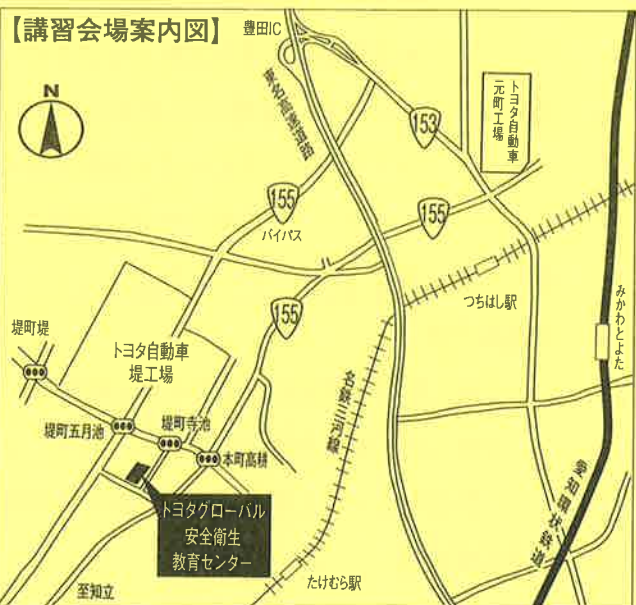 【講習会場案内図】
豊田IC
N
東名高速道路
153
トヨタ自動車
元町工場
155
バイパス
155
155
つちはし駅
みかわとよた
堤町堤
トヨタ自動車
堤工場
名鉄三河線
堤町五月池
堤町寺池
本町高耕
愛知環状鉄道
トヨタグローバル
安全衛生
教育センター
至知立
たけむら駅